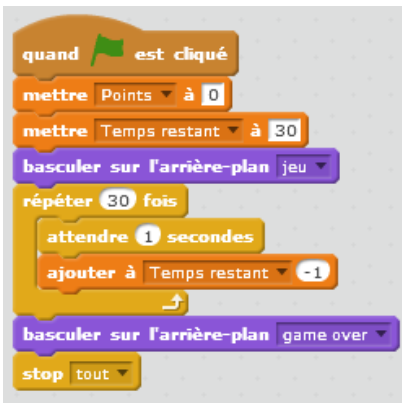 quand est cliqué
mettre Points à 0
mettre Temps restant à 30
basculer sur l'arrière-plan jeu
répéter 30 fois
attendre 1 secondes
ajouter à Temps restant -1
basculer sur l'arrière-plan game over
stop tout